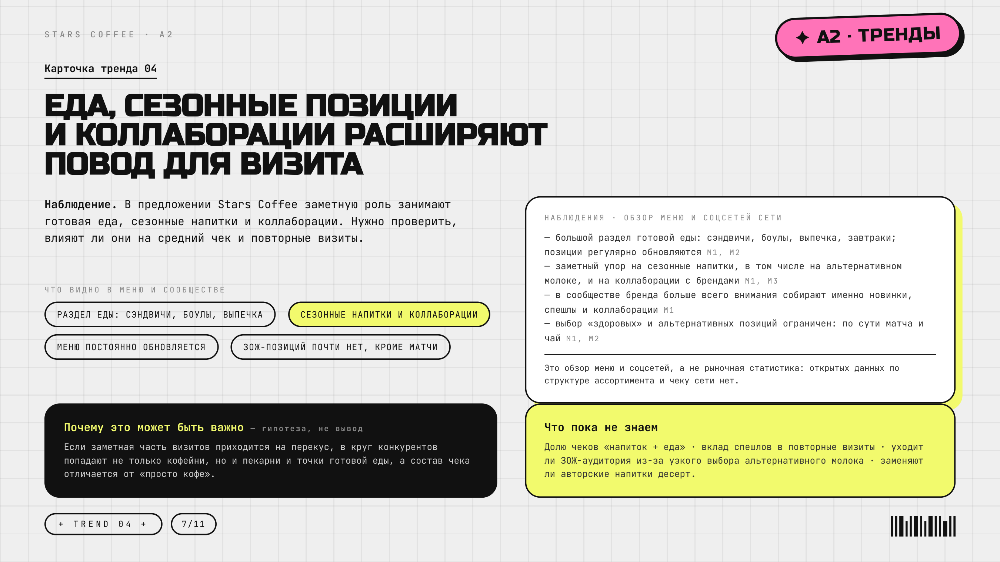 STARS COFFEE · A2
✦ А2 · ТРЕНДЫ
Карточка тренда 04
ЕДА, СЕЗОННЫЕ ПОЗИЦИИ
И КОЛЛАБОРАЦИИ РАСШИРЯЮТ
ПОВОД ДЛЯ ВИЗИТА
Наблюдение. В предложении Stars Coffee заметную роль занимают
готовая еда, сезонные напитки и коллаборации. Нужно проверить,
влияют ли они на средний чек и повторные визиты.
ЧТО ВИДНО В МЕНЮ И СООБЩЕСТВЕ
РАЗДЕЛ ЕДЫ: СЭНДВИЧИ, БОУЛЫ, ВЫПЕЧКА
СЕЗОННЫЕ НАПИТКИ И КОЛЛАБОРАЦИИ
МЕНЮ ПОСТОЯННО ОБНОВЛЯЕТСЯ
ЗОЖ-ПОЗИЦИЙ ПОЧТИ НЕТ, КРОМЕ МАТЧИ
НАБЛЮДЕНИЯ · ОБЗОР МЕНЮ И СОЦСЕТЕЙ СЕТИ
— большой раздел готовой еды: сэндвичи, боулы, выпечка, завтраки;
позиции регулярно обновляются М1, М2
— заметный упор на сезонные напитки, в том числе на альтернативном
молоке, и на коллаборации с брендами М1, М3
— в сообществе бренда больше всего внимания собирают именно новинки,
спешлы и коллаборации М1
— выбор «здоровых» и альтернативных позиций ограничен: по сути матча и
чай М1, М2
Это обзор меню и соцсетей, а не рыночная статистика: открытых данных по
структуре ассортимента и чеку сети нет.
Почему это может быть важно — гипотеза, не вывод
Если заметная часть визитов приходится на перекус, в круг конкурентов
попадают не только кофейни, но и пекарни и точки готовой еды, а состав чека
отличается от «просто кофе».
Что пока не знаем
Долю чеков «напиток + еда» · вклад спешлов в повторные визиты · уходит
ли ЗОЖ-аудитория из-за узкого выбора альтернативного молока · заменяют
ли авторские напитки десерт.
+ TREND 04 +
7/11